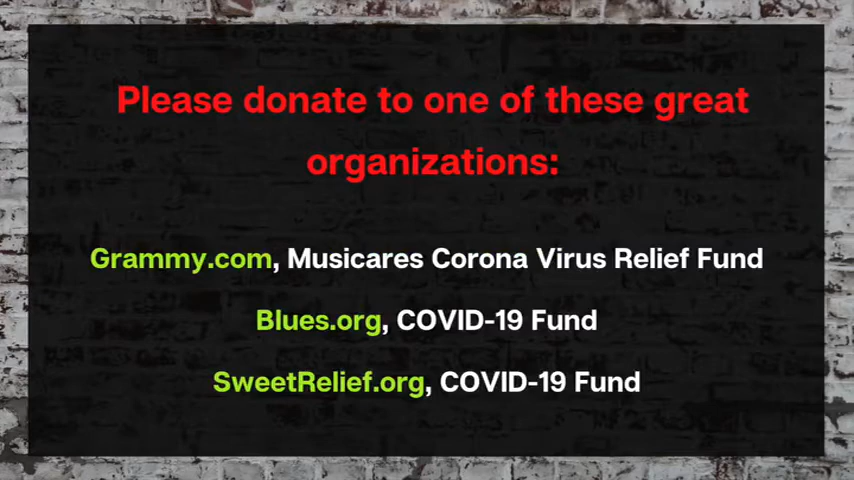 Please donate to one of these great
organizations:
Grammy.com, Musicares Corona Virus Relief Fund
Blues.org, COVID-19 Fund
SweetRelief.org, COVID-19 Fund